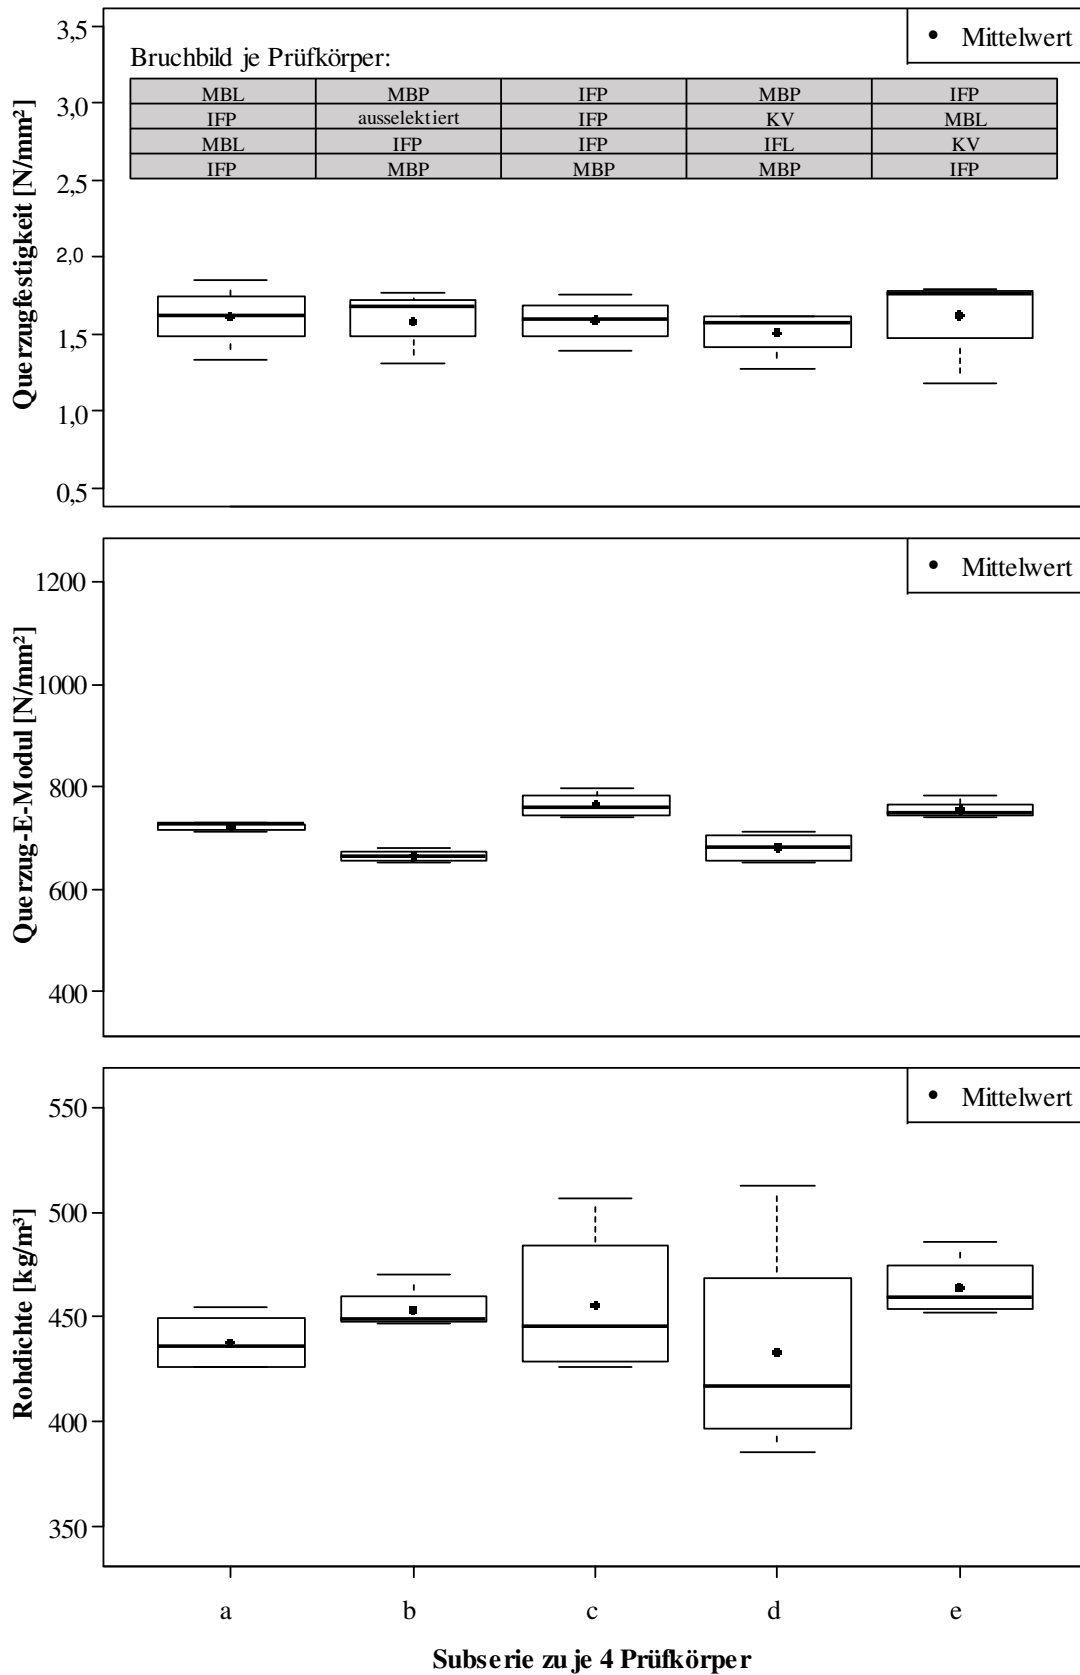 Mittelwert
Bruchbild je Prüfkörper:
MBL MBP IFP MBP IFP
IFP ausselektiert IFP KV MBL
MBL IFP IFP IFL KV
IFP MBP MBP MBP IFP
3,5
3,0
2,5
2,0
1,5
1,0
0,5
Querzugfestigkeit [N/mm²]
Mittelwert
1200
1000
800
600
400
Querzug-E-Modul [N/mm²]
Mittelwert
550
500
450
400
350
Rohdichte [kg/m³]
a b c d e
Subserie zu je 4 Prüfkörper